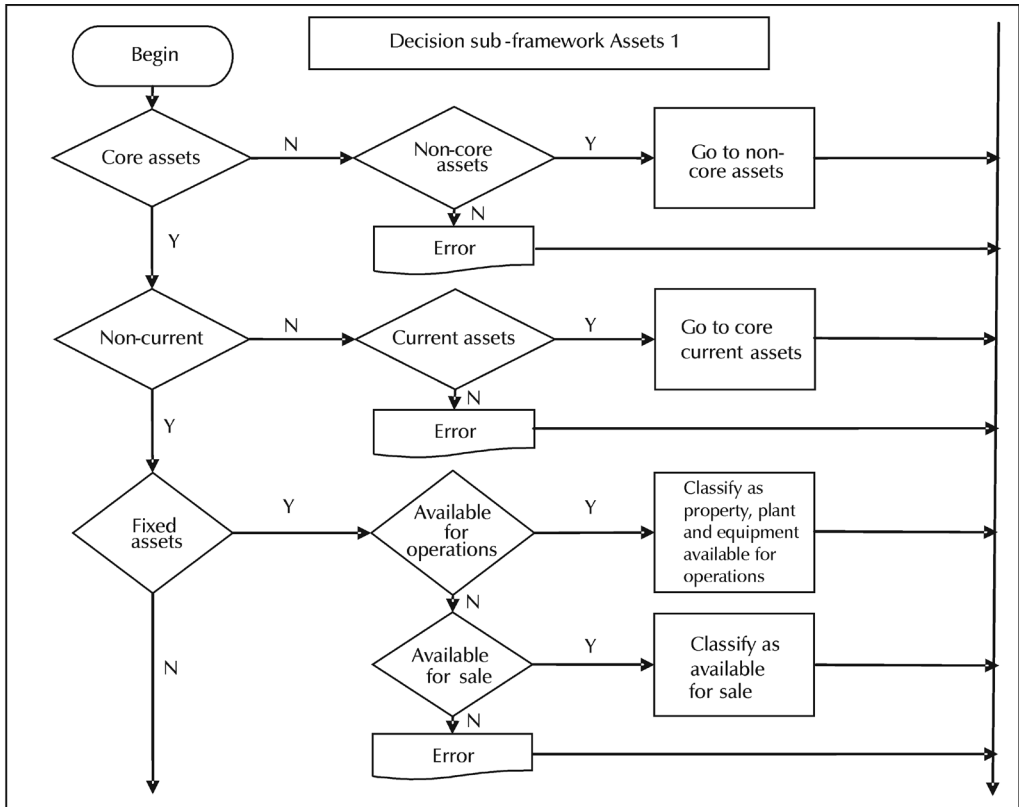 Decision sub-framework Assets 1
Begin
Core assets
N
Non-core
assets
Y
Go to non-
core assets
N
Error
Y
Non-current
N
Current assets
Y
Go to core
current assets
N
Error
Y
Fixed
assets
Y
Available
for
operations
Y
Classify as
property, plant
and equipment
available for
operations
N
N
Available
for sale
Y
Classify as
available
for sale
N
Error